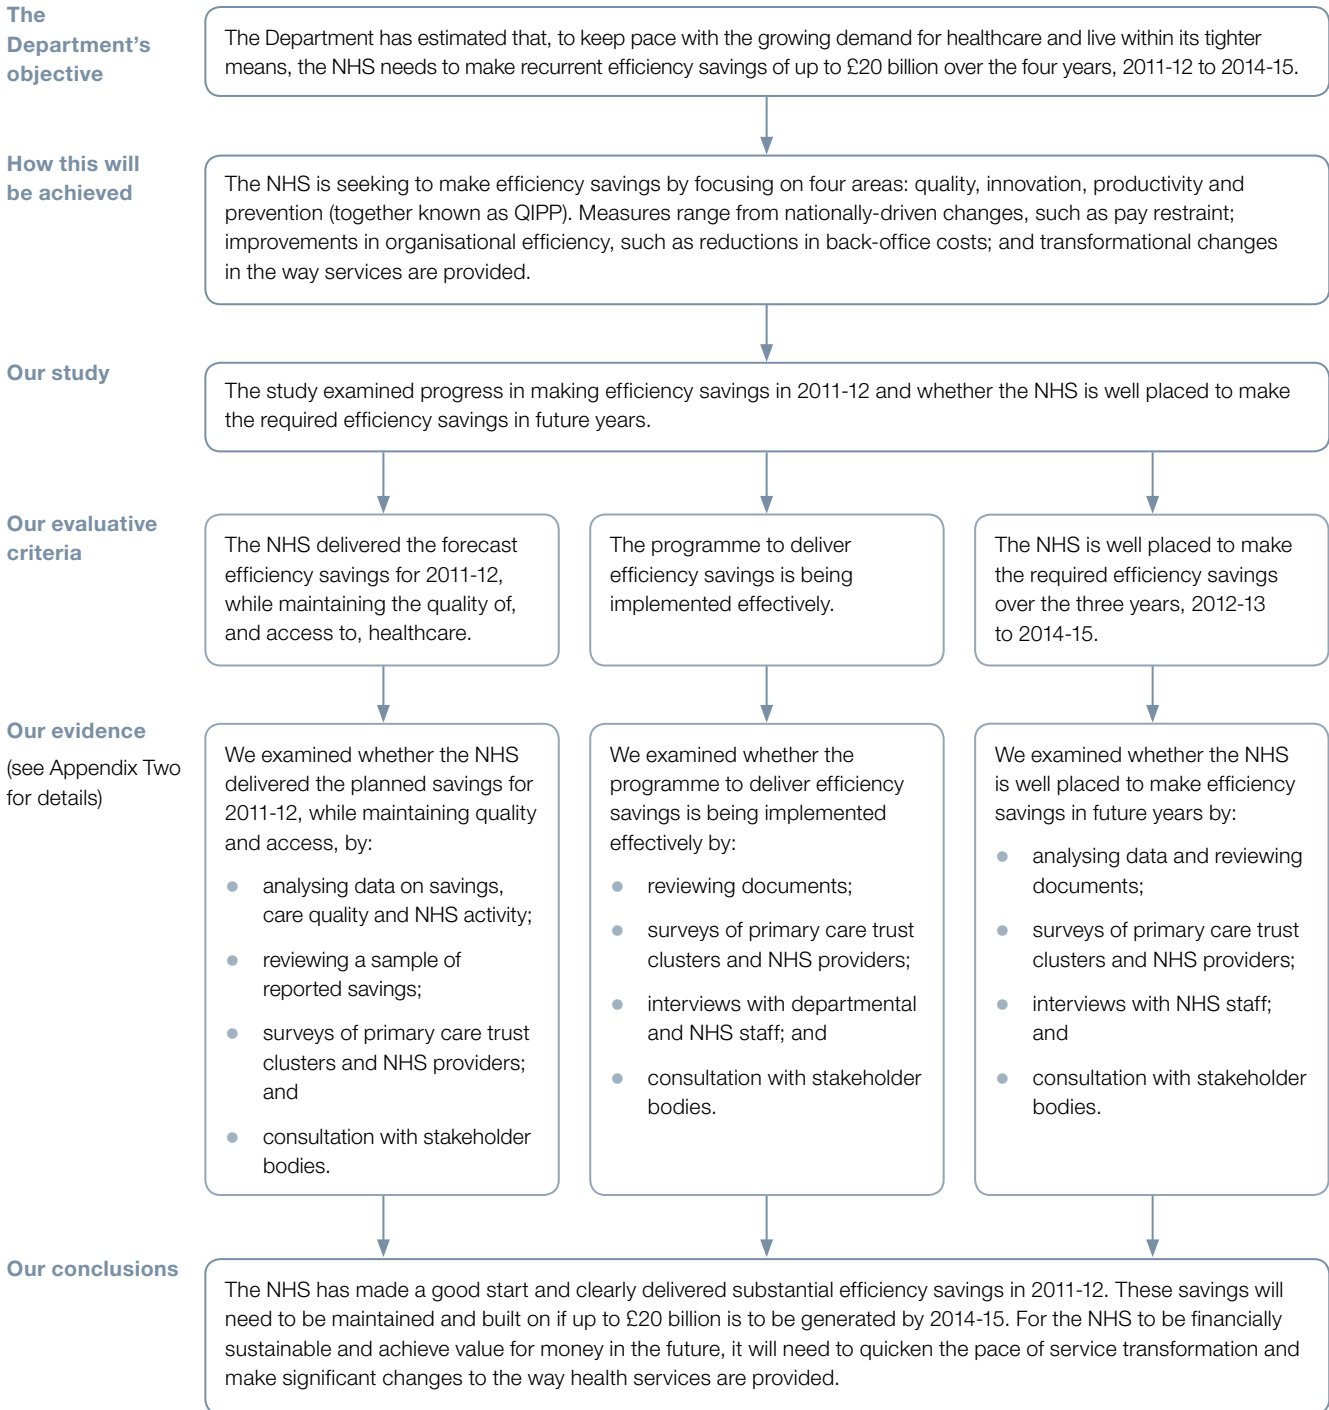 The
Department's
objective
The Department has estimated that, to keep pace with the growing demand for healthcare and live within its tighter
means, the NHS needs to make recurrent efficiency savings of up to £20 billion over the four years, 2011-12 to 2014-15.
How this will
be achieved
The NHS is seeking to make efficiency savings by focusing on four areas: quality, innovation, productivity and
prevention (together known as QIPP). Measures range from nationally-driven changes, such as pay restraint;
improvements in organisational efficiency, such as reductions in back-office costs; and transformational changes
in the way services are provided.
Our study
The study examined progress in making efficiency savings in 2011-12 and whether the NHS is well placed to make
the required efficiency savings in future years.
Our evaluative
criteria
The NHS delivered the forecast
efficiency savings for 2011-12,
while maintaining the quality of,
and access to, healthcare.
The programme to deliver
efficiency savings is being
implemented effectively.
The NHS is well placed to make
the required efficiency savings
over the three years, 2012-13
to 2014-15.
Our evidence
(see Appendix Two
for details)
We examined whether the NHS
delivered the planned savings for
2011-12, while maintaining quality
and access, by:
• analysing data on savings,
care quality and NHS activity;
• reviewing a sample of
reported savings;
• surveys of primary care trust
clusters and NHS providers;
and
• consultation with stakeholder
bodies.
We examined whether the
programme to deliver efficiency
savings is being implemented
effectively by:
• reviewing documents;
• surveys of primary care trust
clusters and NHS providers;
• interviews with departmental
and NHS staff; and
• consultation with stakeholder
bodies.
We examined whether the NHS
is well placed to make efficiency
savings in future years by:
• analysing data and reviewing
documents;
• surveys of primary care trust
clusters and NHS providers;
• interviews with NHS staff;
and
• consultation with stakeholder
bodies.
Our conclusions
The NHS has made a good start and clearly delivered substantial efficiency savings in 2011-12. These savings will
need to be maintained and built on if up to £20 billion is to be generated by 2014-15. For the NHS to be financially
sustainable and achieve value for money in the future, it will need to quicken the pace of service transformation and
make significant changes to the way health services are provided.